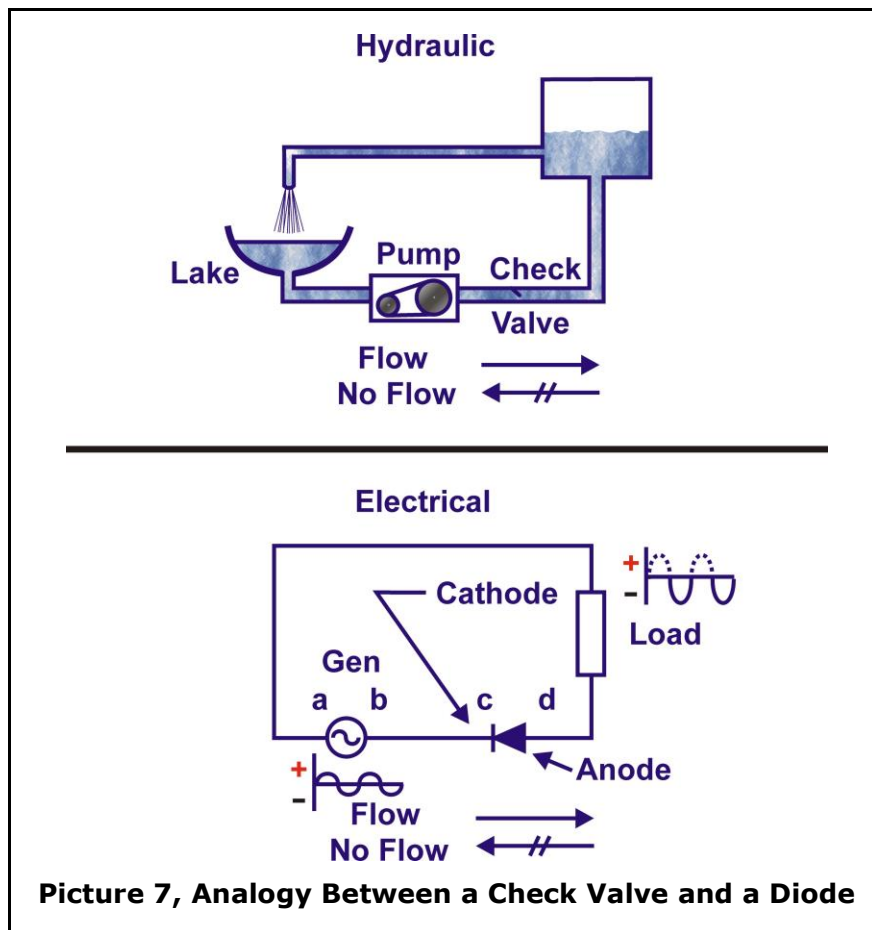 Hydraulic
Pump
Lake
Check
Valve
Flow
No Flow
Electrical
+
-
Cathode
Load
Gen
a b c d
Anode
+
-
Flow
No Flow
Picture 7, Analogy Between a Check Valve and a Diode